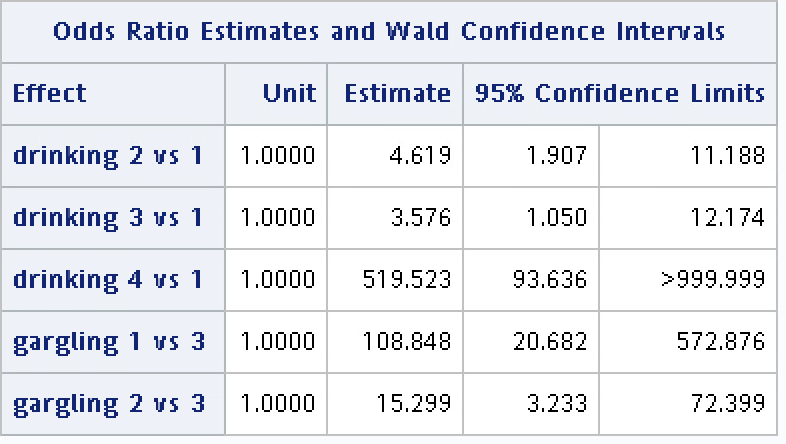 Odds Ratio Estimates and Wald Confidence Intervals
Effect Unit Estimate 95% Confidence Limits
drinking 2 vs 1 1.0000 4.619 1.907 11.188
drinking 3 vs 1 1.0000 3.576 1.050 12.174
drinking 4 vs 1 1.0000 519.523 93.636 >999.999
gargling 1 vs 3 1.0000 108.848 20.682 572.876
gargling 2 vs 3 1.0000 15.299 3.233 72.399